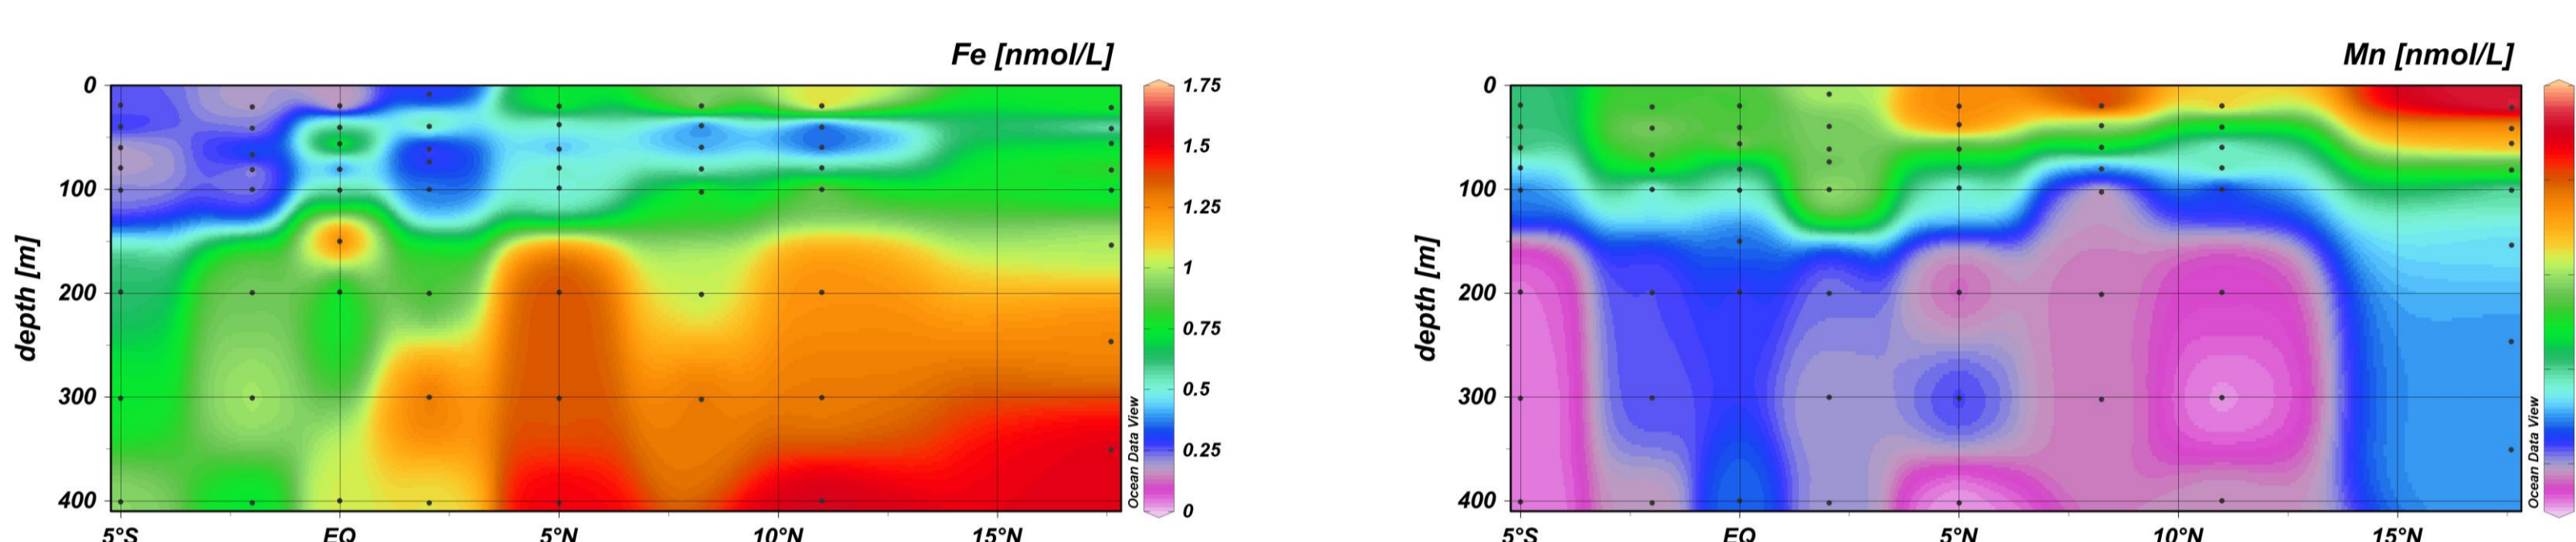 Fe [nmol/L]
0
100
200
300
400
depth [m]
5°S
EQ
5°N
10°N
15°N
1.75
1.5
1.25
1
0.75
0.5
0.25
0
Ocean Data View
Mn [nmol/L]
0
100
200
300
400
depth [m]
5°S
EQ
5°N
10°N
15°N
Ocean Data View